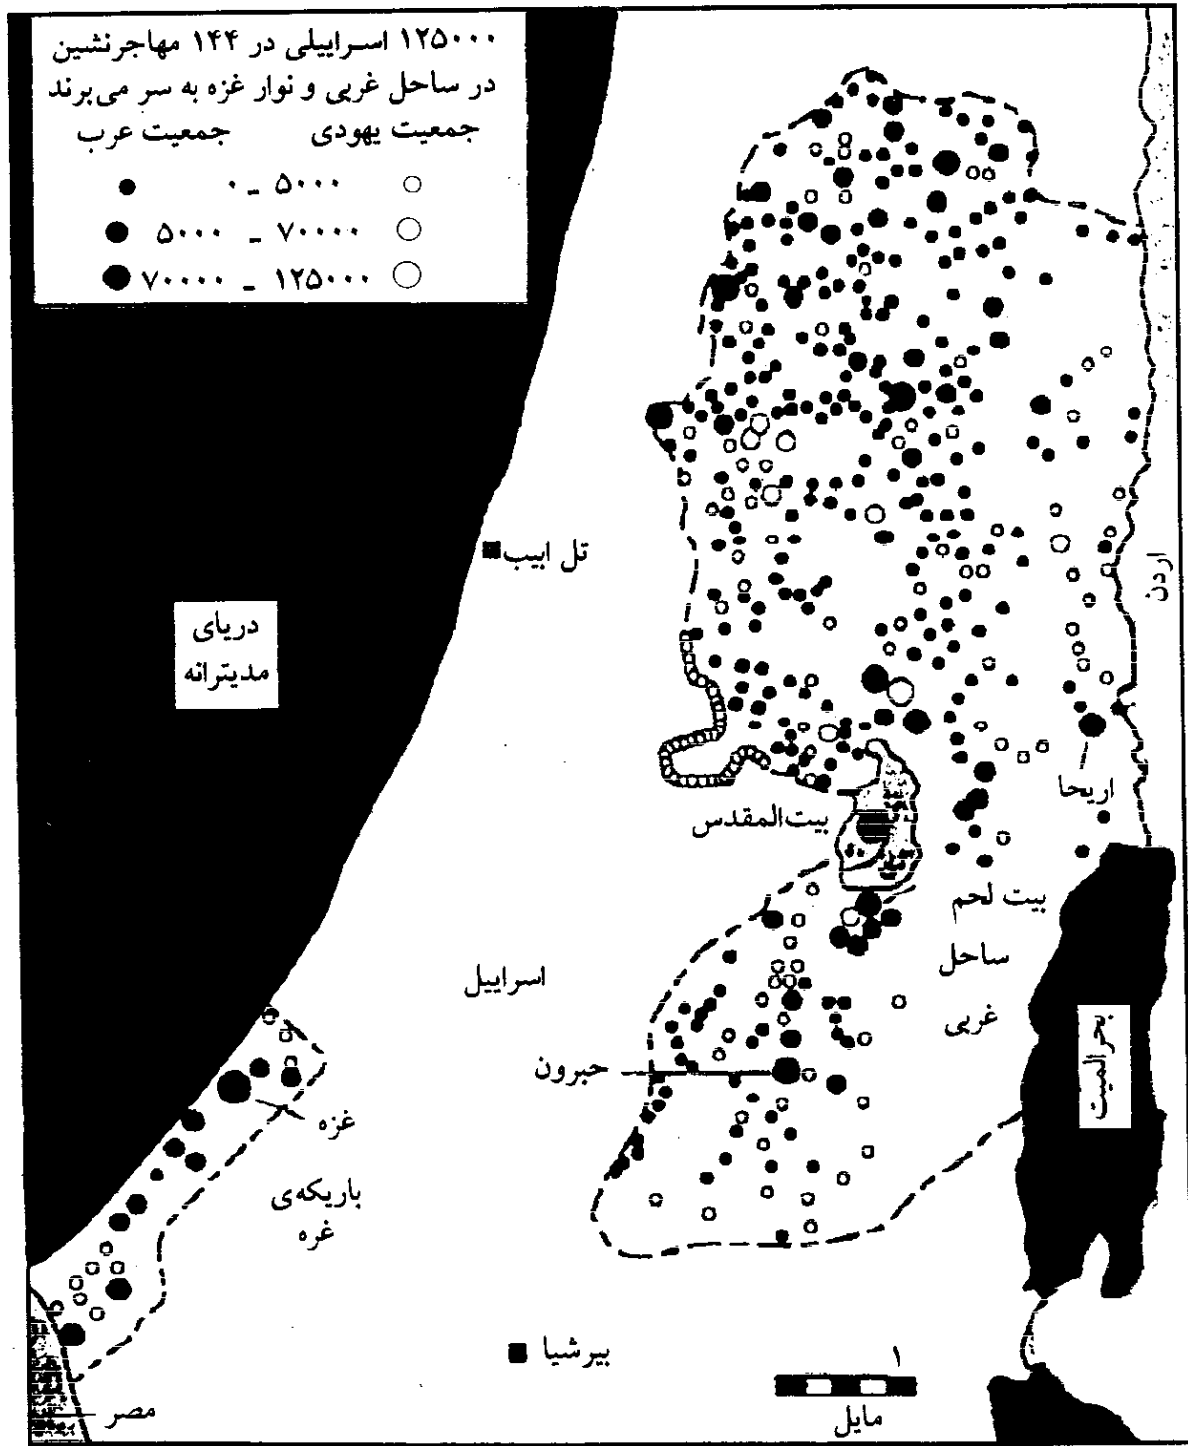 ۱۲۵۰۰۰ اسراییلی در ۱۴۴ مهاجرنشین
در ساحل غربی و نوار غزه به سر می‌برند
جمعیت یهودی جمعیت عرب
۰ ـ ۵۰۰۰
۵۰۰۰ ـ ۷۰۰۰۰
۷۰۰۰۰ ـ ۱۲۵۰۰۰
تل ابیب
دریای
مدیترانه
اردن
اریحا
بیت‌المقدس
بیت لحم
ساحل
غربی
اسراییل
بحرالمیت
حبرون
غزه
باریکه‌ی
غره
بیرشیا
۱
مایل
مصر